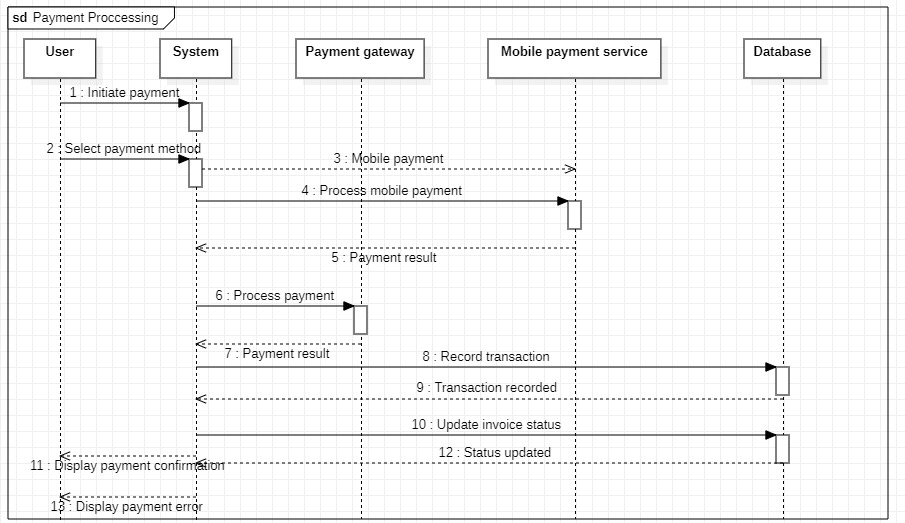 sd Payment Proccessing
User
System
Payment gateway
Mobile payment service
Database
1 : Initiate payment
2 : Select payment method
3 : Mobile payment
4 : Process mobile payment
5 : Payment result
6 : Process payment
7 : Payment result
8 : Record transaction
9 : Transaction recorded
10 : Update invoice status
12 : Status updated
11 : Display payment confirmation
13 : Display payment error